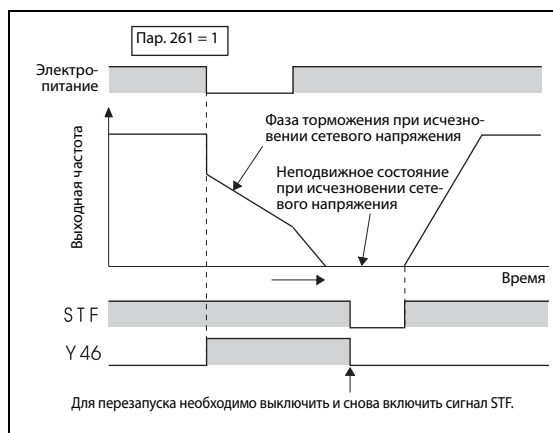 Пар. 261 = 1
Электро-
питание
Фаза торможения при исчезно-
вении сетевого напряжения
Неподвижное состояние
при исчезновении сете-
вого напряжения
Выходная частота
Время
STF
Y46
Для перезапуска необходимо выключить и снова включить сигнал STF.